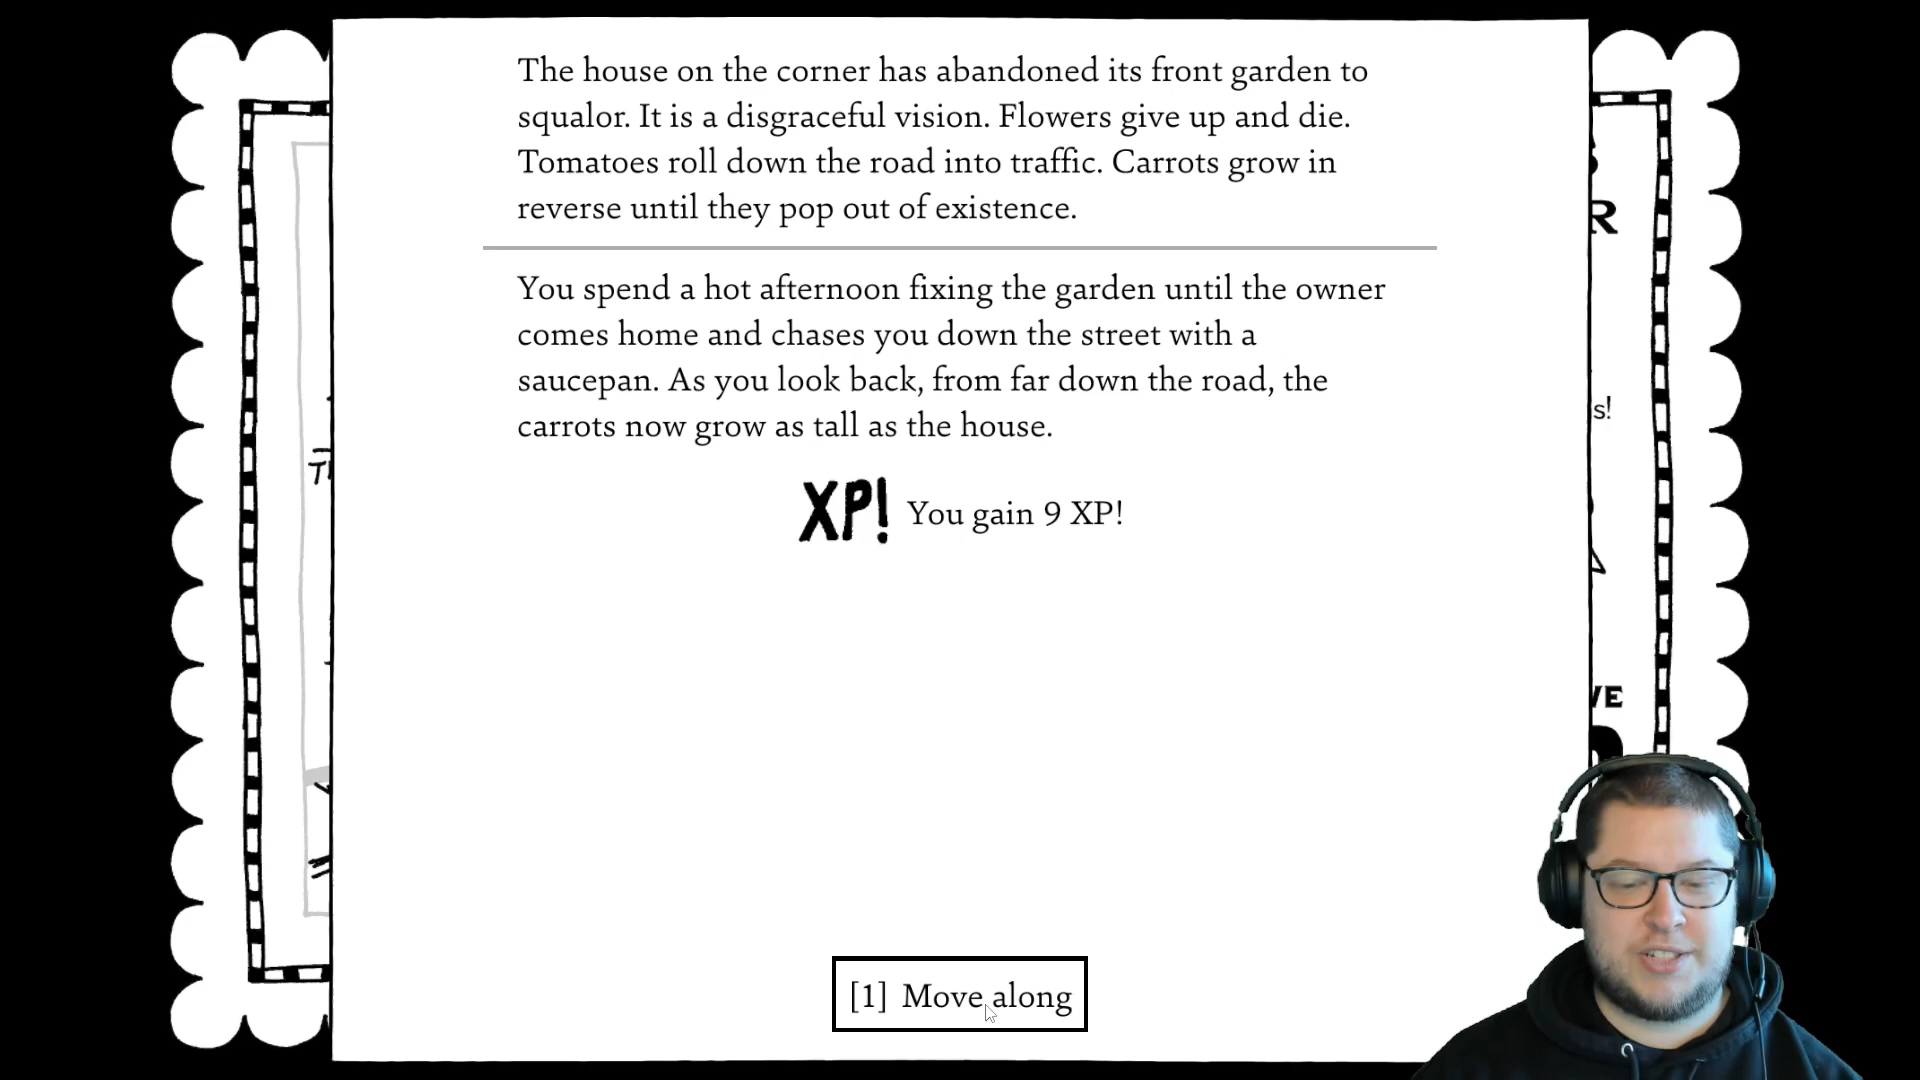 The house on the corner has abandoned its front garden to
squalor. It is a disgraceful vision. Flowers give up and die.
Tomatoes roll down the road into traffic. Carrots grow in
reverse until they pop out of existence.
You spend a hot afternoon fixing the garden until the owner
comes home and chases you down the street with a
saucepan. As you look back, from far down the road, the
carrots now grow as tall as the house.
XP! You gain 9 XP!
[1] Move along
R
s!
VE